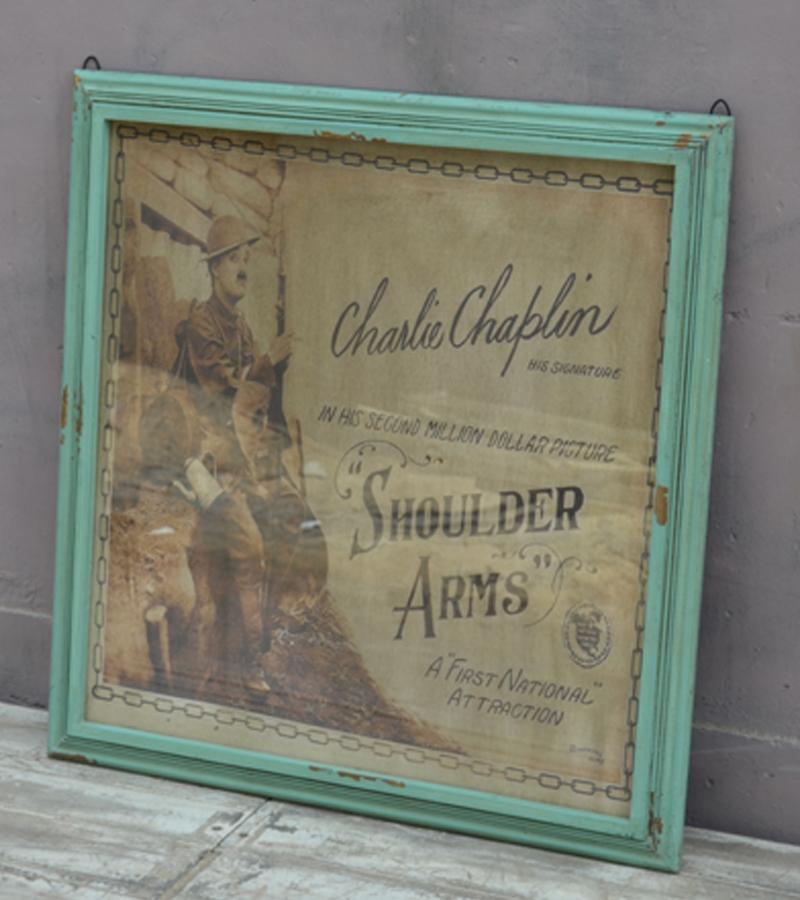 Charlie Chaplin
HIS SIGNATURE
IN HIS SECOND MILLION DOLLAR PICTURE
"SHOULDER
ARMS"
A "FIRST NATIONAL"
ATTRACTION